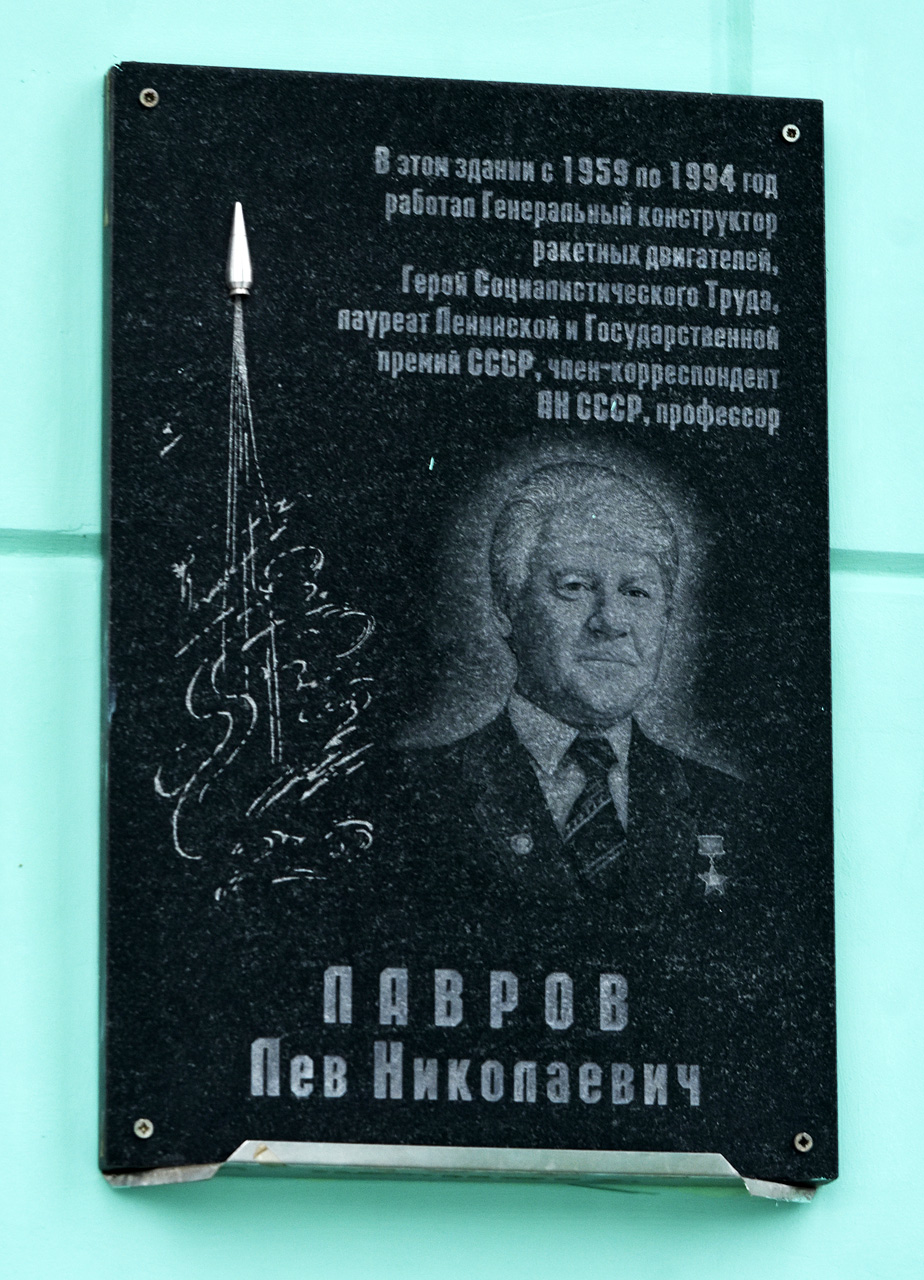 В этом здании с 1959 по 1994 год
работал Генеральный конструктор
ракетных двигателей,
Герой Социалистического Труда,
лауреат Ленинской и Государственной
премий СССР, член-корреспондент
АН СССР, профессор
ЛАВРОВ
Лев Николаевич